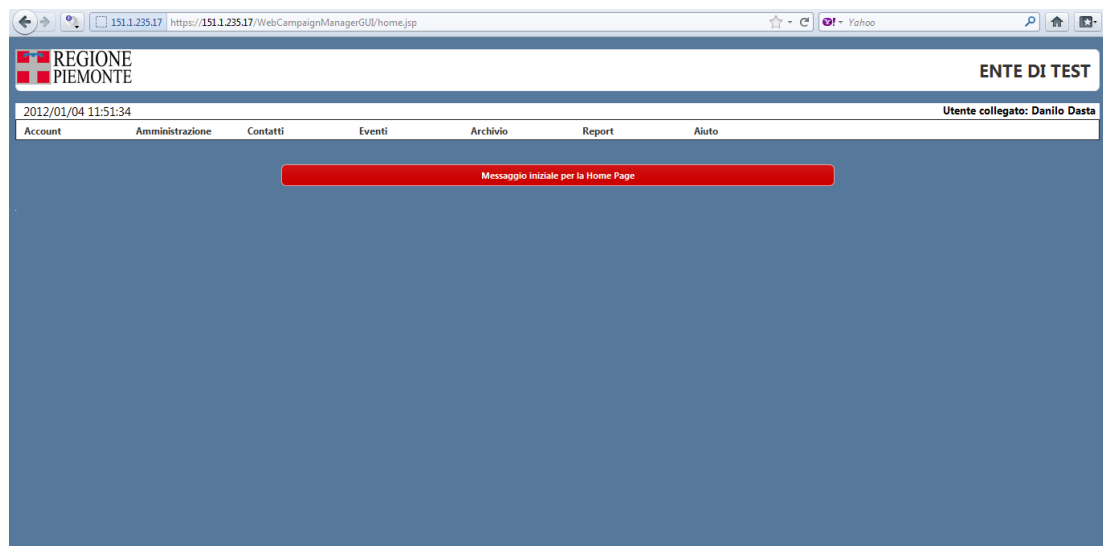 151.1.235.17 https://151.1.235.17/WebCampaignManagerGUI/home.jsp Yahoo
REGIONE
PIEMONTE
ENTE DI TEST
2012/01/04 11:51:34 Utente collegato: Danilo Dasta
Account Amministrazione Contatti Eventi Archivio Report Aiuto
Messaggio iniziale per la Home Page